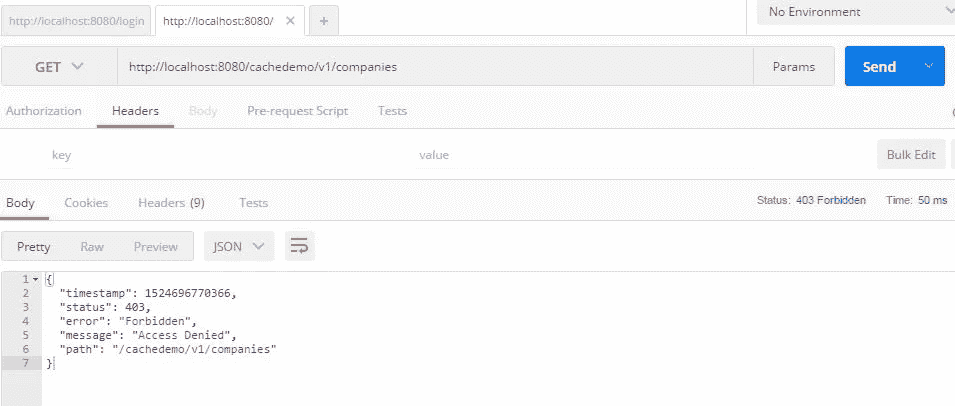 http://localhost:8080/login
http://localhost:8080/
No Environment
GET http://localhost:8080/cachedemo/v1/companies Params Send
Authorization Headers Body Pre-request Script Tests
key value Bulk Edit
Body Cookies Headers (9) Tests Status: 403 Forbidden Time: 50 ms
Pretty Raw Preview JSON
1 {
2 "timestamp": 1524696770366,
3 "status": 403,
4 "error": "Forbidden",
5 "message": "Access Denied",
6 "path": "/cachedemo/v1/companies"
7 }